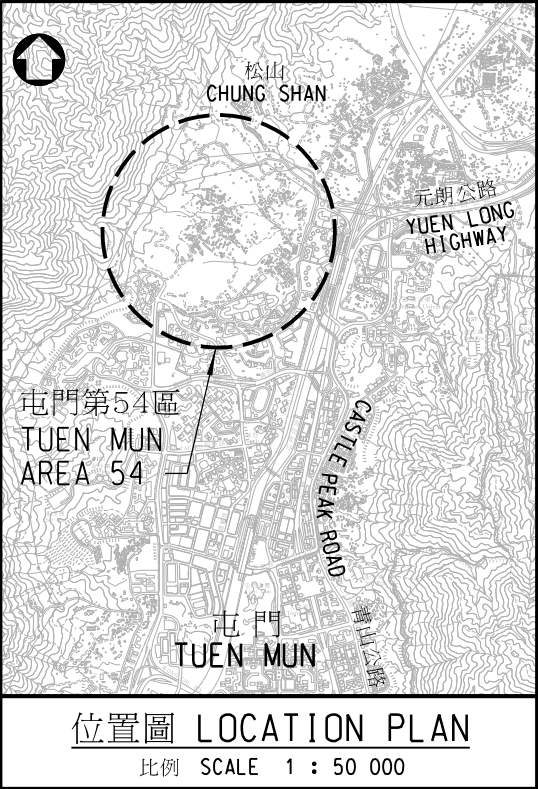 松山
CHUNG SHAN
元朗公路
YUEN LONG
HIGHWAY
屯門第54區
TUEN MUN
AREA 54
CASTLE PEAK ROAD
青山公路
屯門
TUEN MUN
位置圖 LOCATION PLAN
比例 SCALE 1 : 50 000